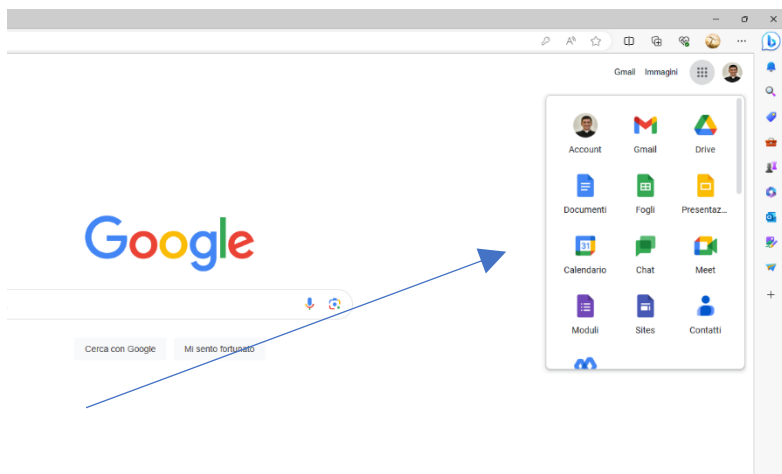 Gmail Immagini
Account Gmail Drive
Documenti Fogli Presentaz...
31
Calendario Chat Meet
Moduli Sites Contatti
Google
Cerca con Google Mi sento fortunato